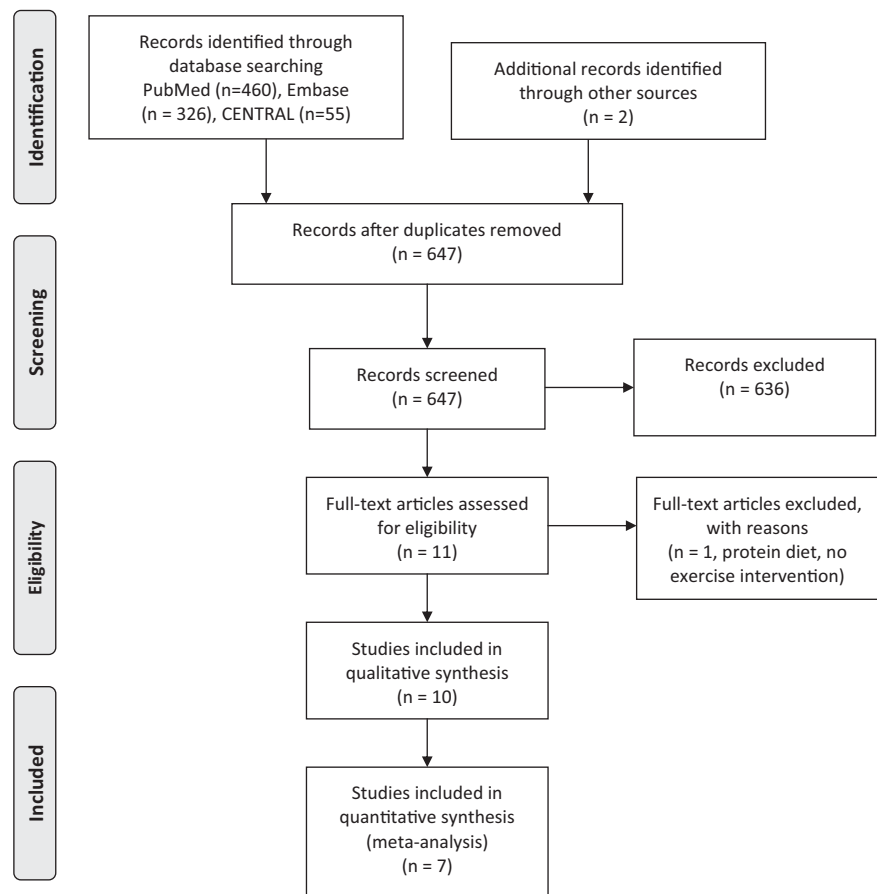 Identification
Records identified through
database searching
PubMed (n=460), Embase
(n = 326), CENTRAL (n=55)
Additional records identified
through other sources
(n = 2)
Records after duplicates removed
(n = 647)
Screening
Records screened
(n = 647)
Records excluded
(n = 636)
Eligibility
Full-text articles assessed
for eligibility
(n = 11)
Full-text articles excluded,
with reasons
(n = 1, protein diet, no
exercise intervention)
Studies included in
qualitative synthesis
(n = 10)
Included
Studies included in
quantitative synthesis
(meta-analysis)
(n = 7)